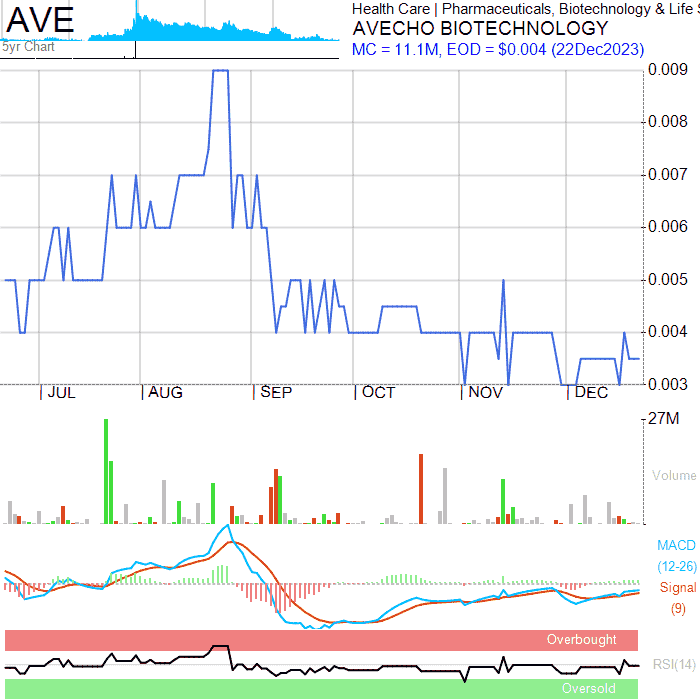 AVE
Health Care | Pharmaceuticals, Biotechnology & Life S
AVECHO BIOTECHNOLOGY
5yr Chart
MC = 11.1M, EOD = $0.004 (22Dec2023)
0.009
0.008
0.007
0.006
0.005
0.004
0.003
| JUL | AUG | SEP | OCT | NOV | DEC
27M
Volume
MACD
(12-26)
Signal
(9)
Overbought
RSI(14)
Oversold